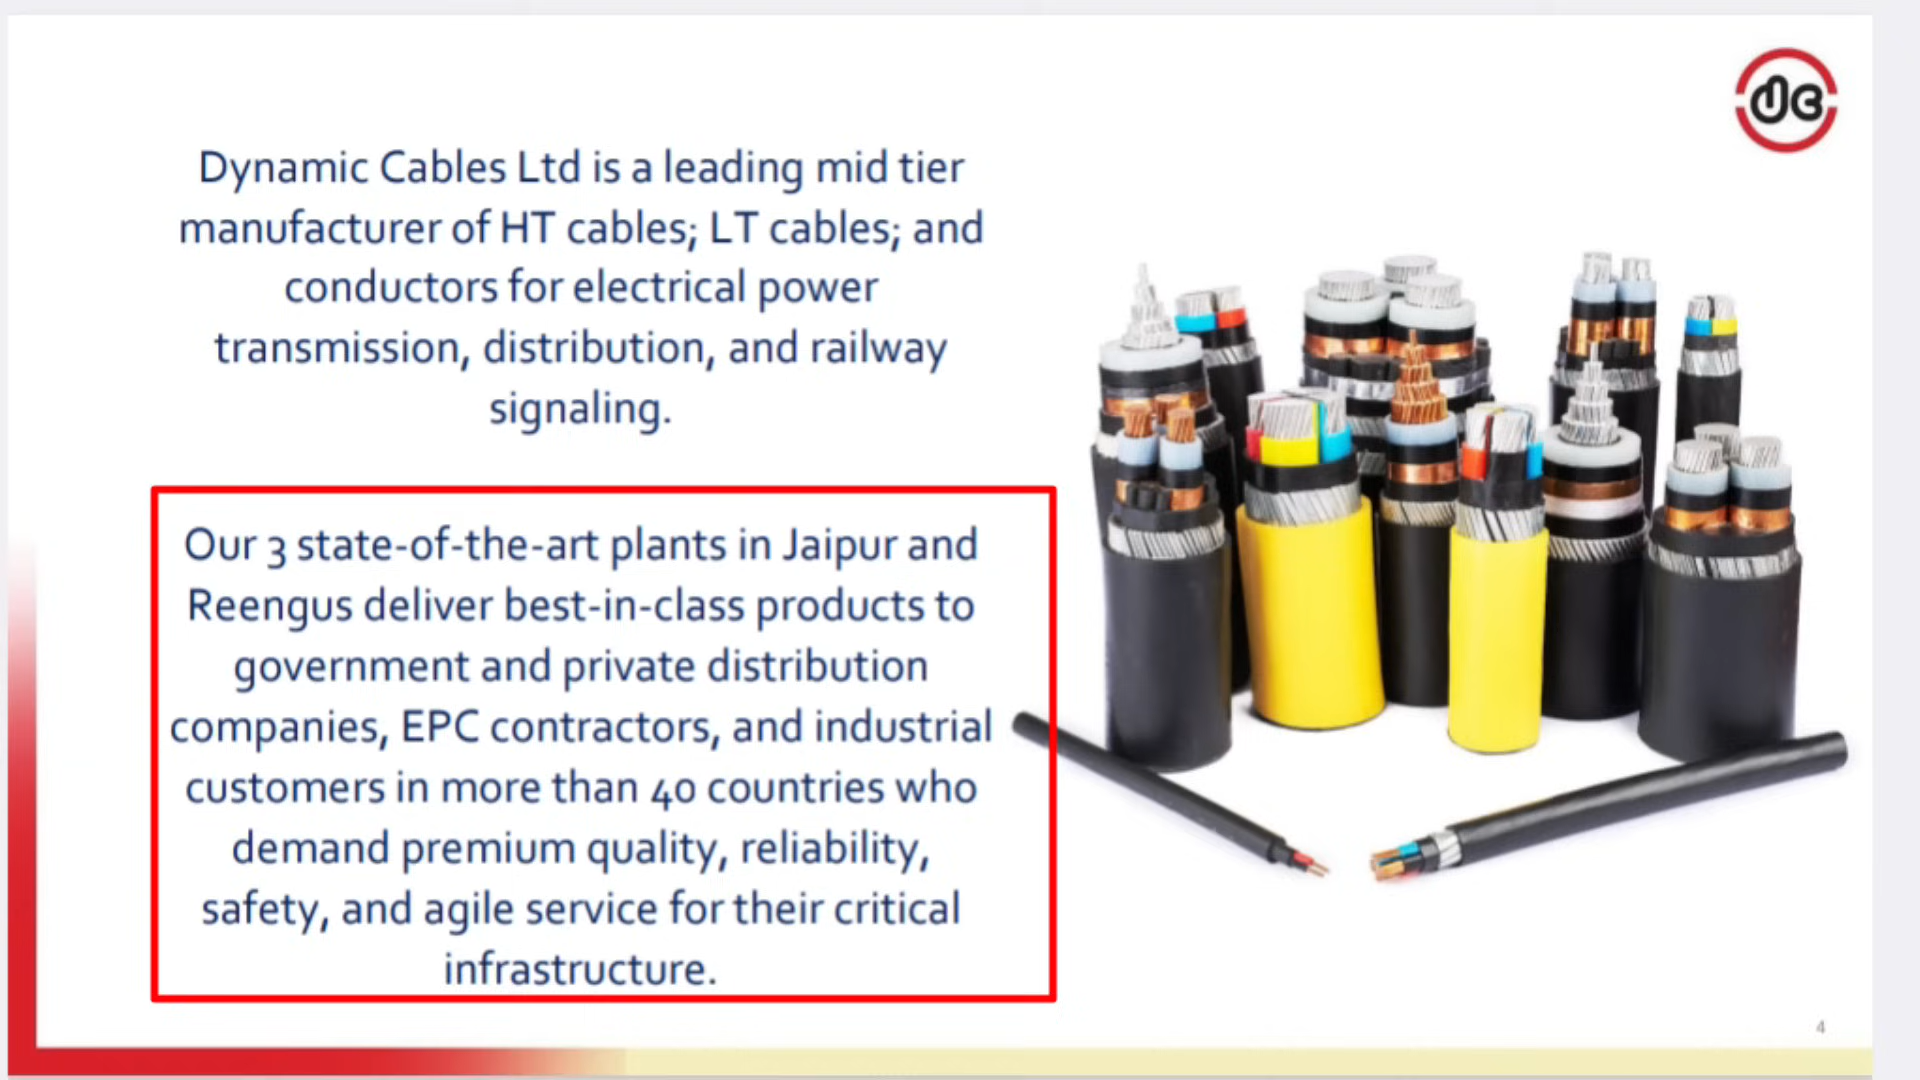 Dynamic Cables Ltd is a leading mid tier
manufacturer of HT cables; LT cables; and
conductors for electrical power
transmission, distribution, and railway
signaling.
Our 3 state-of-the-art plants in Jaipur and
Reengus deliver best-in-class products to
government and private distribution
companies, EPC contractors, and industrial
customers in more than 40 countries who
demand premium quality, reliability,
safety, and agile service for their critical
infrastructure.
4